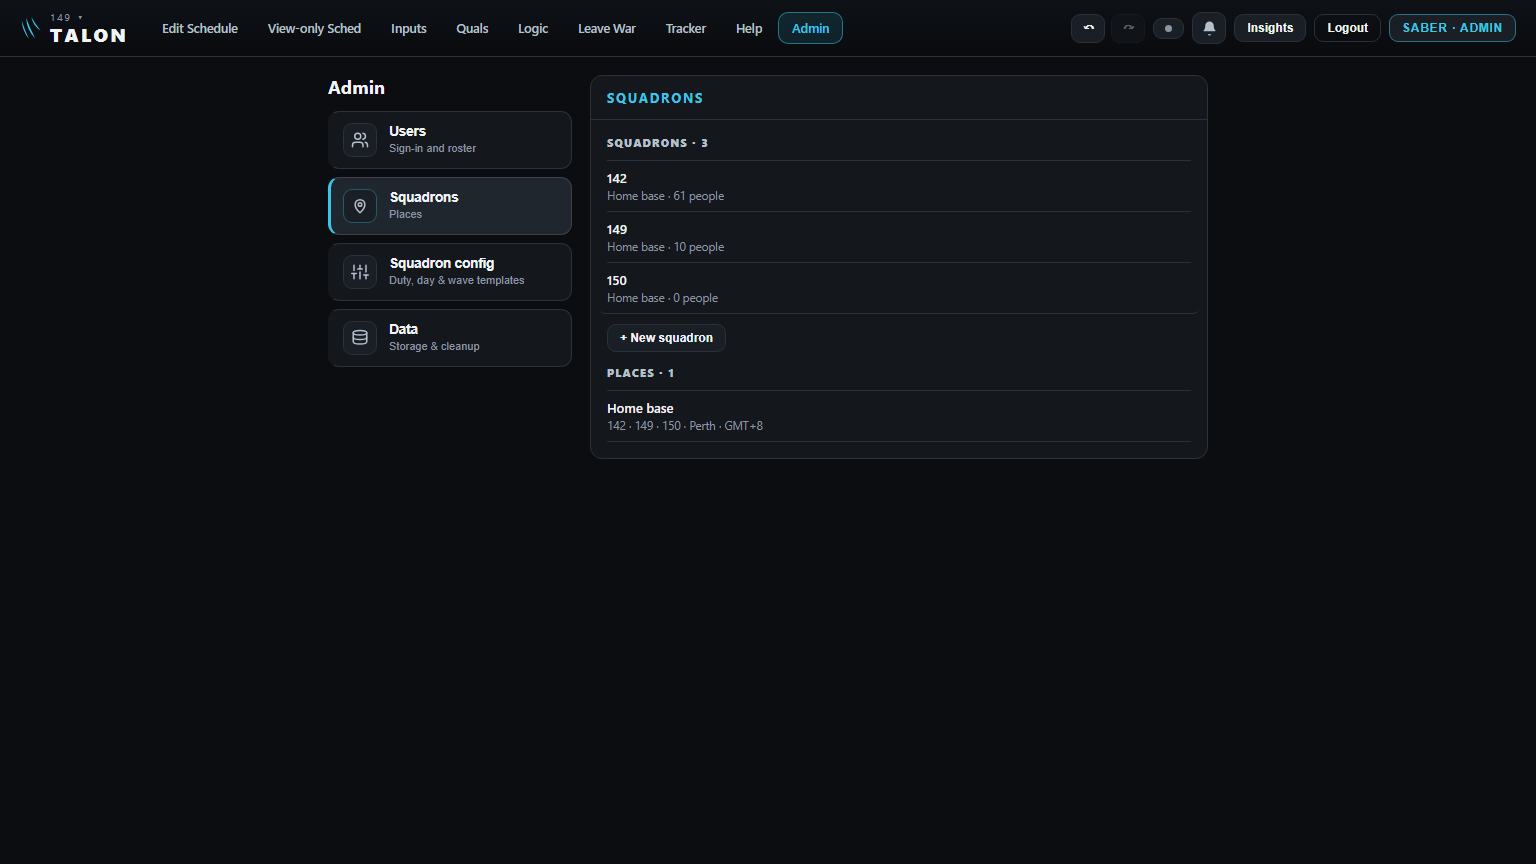 149 ▾
TALON
Edit Schedule
View-only Sched
Inputs
Quals
Logic
Leave War
Tracker
Help
Admin
Insights
Logout
SABER · ADMIN
Admin
Users
Sign-in and roster
Squadrons
Places
Squadron config
Duty, day & wave templates
Data
Storage & cleanup
SQUADRONS
SQUADRONS · 3
142
Home base · 61 people
149
Home base · 10 people
150
Home base · 0 people
+ New squadron
PLACES · 1
Home base
142 · 149 · 150 · Perth · GMT+8